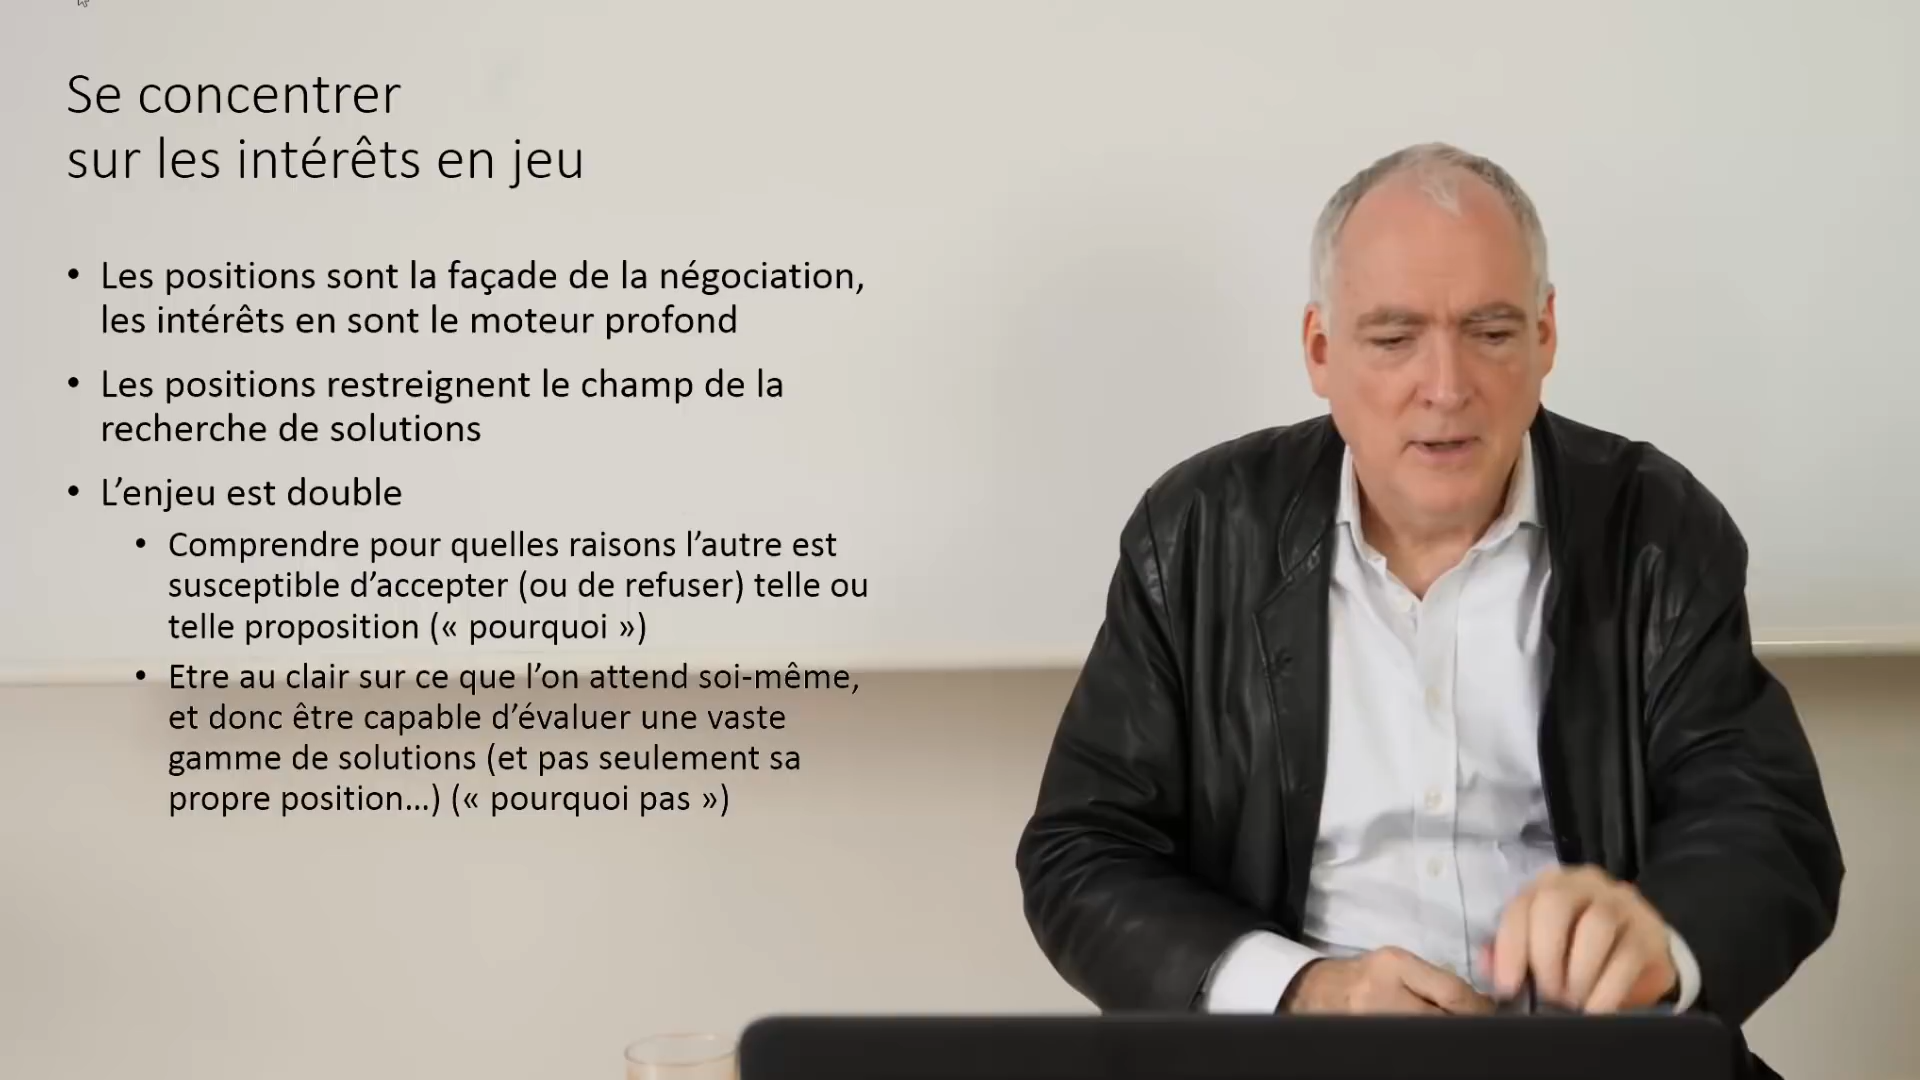 Se concentrer
sur les intérêts en jeu
• Les positions sont la façade de la négociation,
les intérêts en sont le moteur profond
• Les positions restreignent le champ de la
recherche de solutions
• L’enjeu est double
• Comprendre pour quelles raisons l’autre est
susceptible d’accepter (ou de refuser) telle ou
telle proposition (« pourquoi »)
• Etre au clair sur ce que l’on attend soi-même,
et donc être capable d’évaluer une vaste
gamme de solutions (et pas seulement sa
propre position…) (« pourquoi pas »)